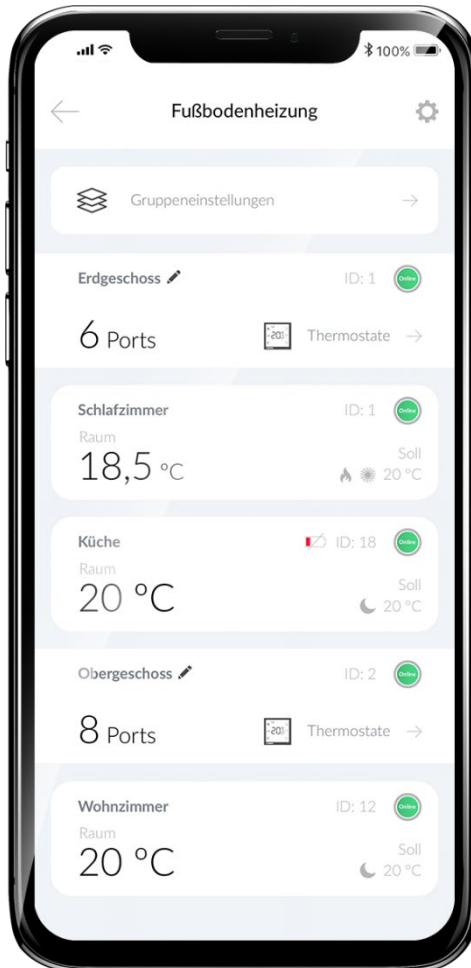 100%
Fußbodenheizung
Gruppeneinstellungen
Erdgeschoss
ID: 1
Online
6 Ports
Thermostate
Schlafzimmer
ID: 1
Online
Raum
Soll
18,5 °C
20 °C
Küche
ID: 18
Online
Raum
Soll
20 °C
20 °C
Obergeschoss
ID: 2
Online
8 Ports
Thermostate
Wohnzimmer
ID: 12
Online
Raum
Soll
20 °C
20 °C